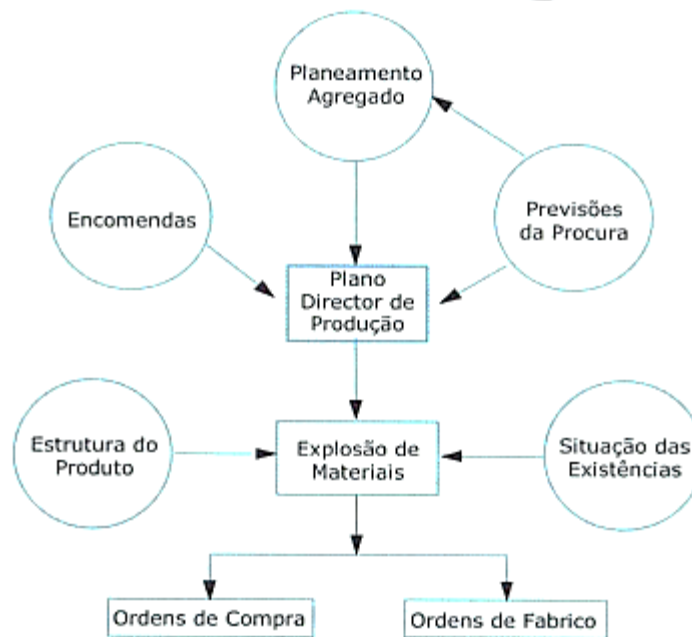 Planeamento
Agregado
Encomendas
Previsões
da Procura
Plano
Director de
Produção
Estrutura do
Produto
Explosão de
Materiais
Situação das
Existências
Ordens de Compra
Ordens de Fabrico